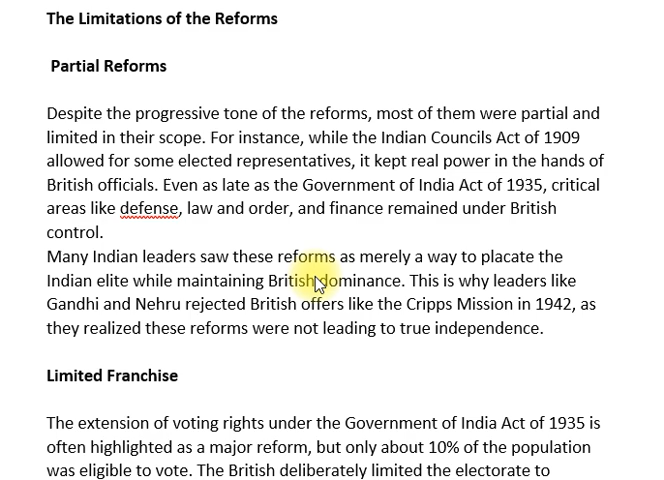 The Limitations of the Reforms
Partial Reforms
Despite the progressive tone of the reforms, most of them were partial and
limited in their scope. For instance, while the Indian Councils Act of 1909
allowed for some elected representatives, it kept real power in the hands of
British officials. Even as late as the Government of India Act of 1935, critical
areas like defense, law and order, and finance remained under British
control.
Many Indian leaders saw these reforms as merely a way to placate the
Indian elite while maintaining British dominance. This is why leaders like
Gandhi and Nehru rejected British offers like the Cripps Mission in 1942, as
they realized these reforms were not leading to true independence.
Limited Franchise
The extension of voting rights under the Government of India Act of 1935 is
often highlighted as a major reform, but only about 10% of the population
was eligible to vote. The British deliberately limited the electorate to